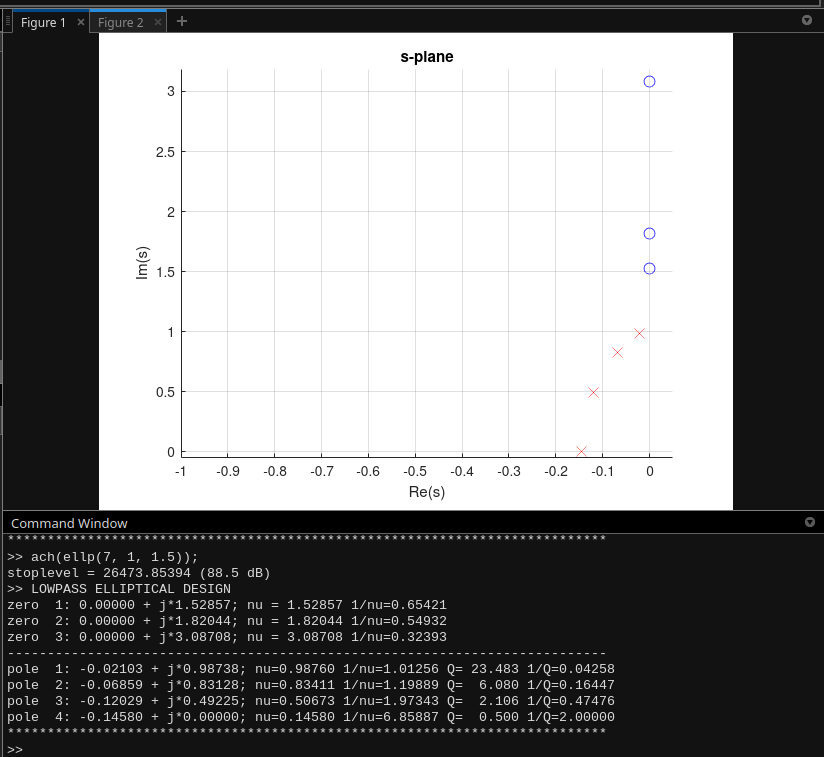 Figure 1 × Figure 2 × +
s-plane
3
2.5
2
1.5
1
0.5
0
Im(s)
-1 -0.9 -0.8 -0.7 -0.6 -0.5 -0.4 -0.3 -0.2 -0.1 0
Re(s)
Command Window
***************************************************************************
>> ach(ellp(7, 1, 1.5));
stoplevel = 26473.85394 (88.5 dB)
>> LOWPASS ELLIPTICAL DESIGN
zero  1: 0.00000 + j*1.52857; nu = 1.52857 1/nu=0.65421
zero  2: 0.00000 + j*1.82044; nu = 1.82044 1/nu=0.54932
zero  3: 0.00000 + j*3.08708; nu = 3.08708 1/nu=0.32393
---------------------------------------------------------------------------
pole  1: -0.02103 + j*0.98738; nu=0.98760 1/nu=1.01256 Q= 23.483 1/Q=0.04258
pole  2: -0.06859 + j*0.83128; nu=0.83411 1/nu=1.19889 Q=  6.080 1/Q=0.16447
pole  3: -0.12029 + j*0.49225; nu=0.50673 1/nu=1.97343 Q=  2.106 1/Q=0.47476
pole  4: -0.14580 + j*0.00000; nu=0.14580 1/nu=6.85887 Q=  0.500 1/Q=2.00000
***************************************************************************
>>